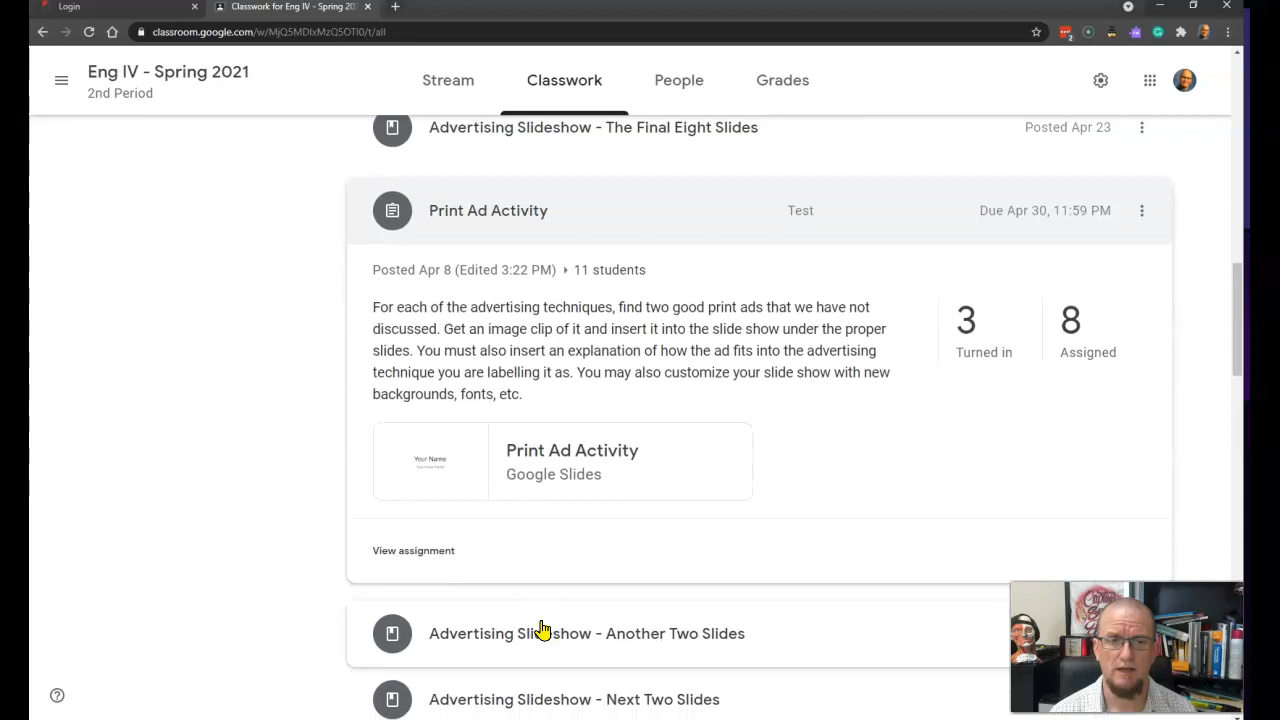 Login
Classwork for Eng IV - Spring 20
classroom.google.com/w/MjQ5MDIxMzQ5OTI0/t/all
2
Eng IV - Spring 2021
2nd Period
Stream
Classwork
People
Grades
Advertising Slideshow - The Final Eight Slides
Posted Apr 23
Print Ad Activity
Test
Due Apr 30, 11:59 PM
Posted Apr 8 (Edited 3:22 PM)
11 students
For each of the advertising techniques, find two good print ads that we have not
discussed. Get an image clip of it and insert it into the slide show under the proper
slides. You must also insert an explanation of how the ad fits into the advertising
technique you are labelling it as. You may also customize your slide show with new
backgrounds, fonts, etc.
3
Turned in
8
Assigned
Your Name
Print Ad Activity
Google Slides
View assignment
Advertising Slideshow - Another Two Slides
Advertising Slideshow - Next Two Slides